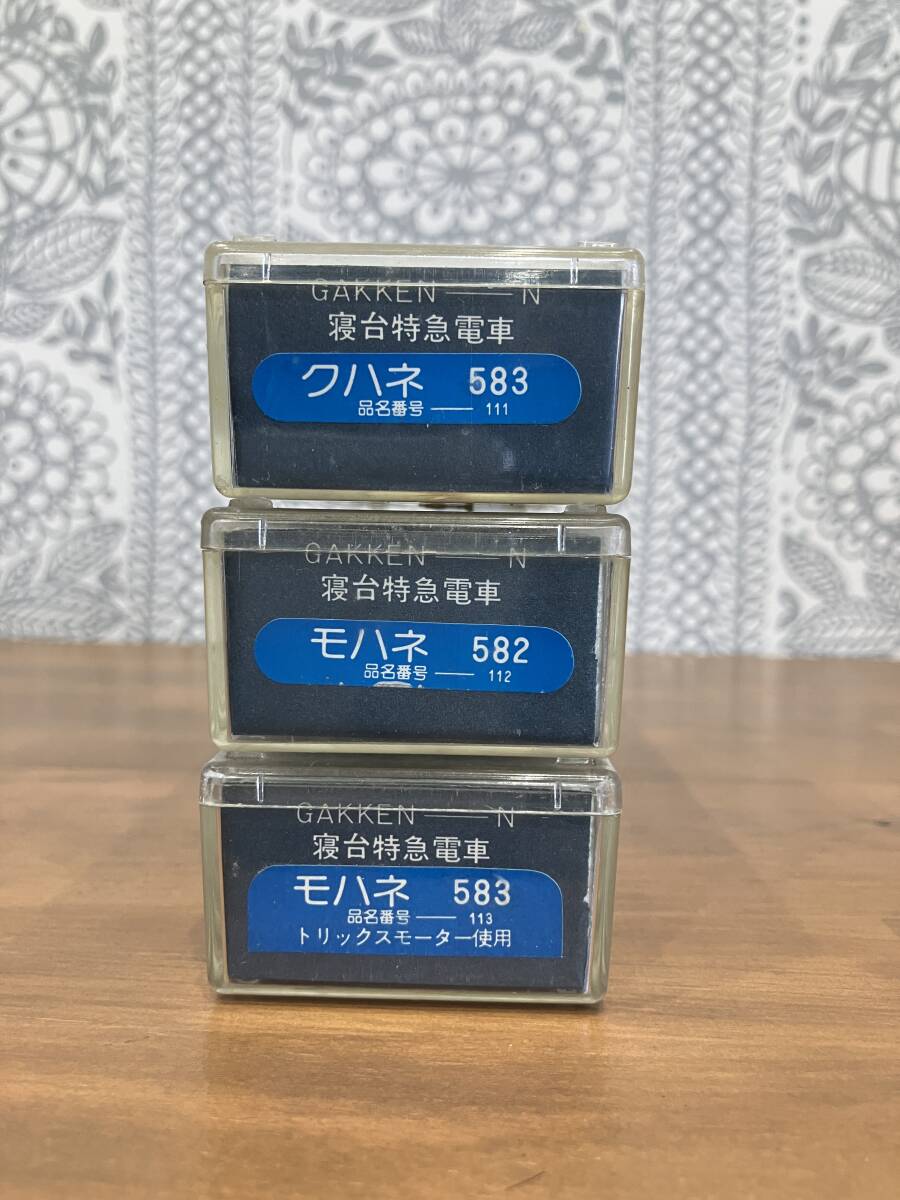 GAKKEN——N
寝台特急電車
クハネ 583
品名番号——111
GAKKEN——N
寝台特急電車
モハネ 582
品名番号——112
GAKKEN——N
寝台特急電車
モハネ 583
品名番号——113
トリックスモーター使用